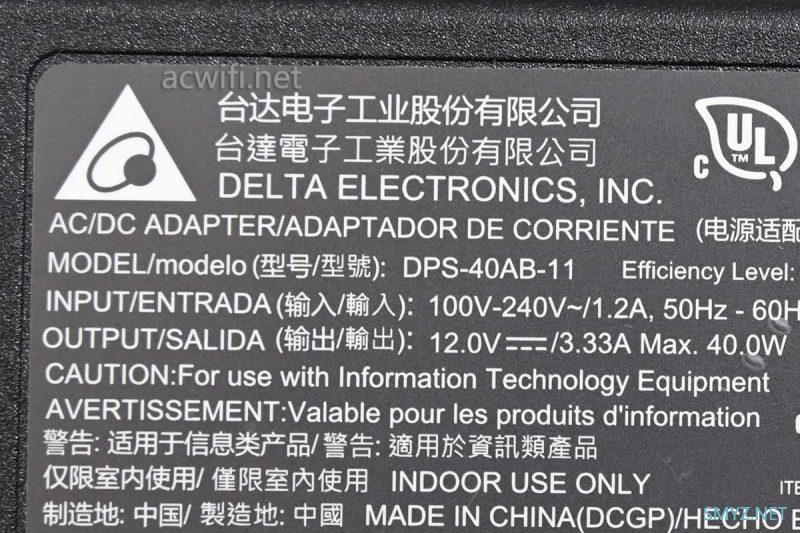 acwifi.net
台达电子工业股份有限公司
台達電子工業股份有限公司
DELTA ELECTRONICS, INC.
c UL TM
AC/DC ADAPTER/ADAPTADOR DE CORRIENTE (电源适配
MODEL/modelo (型号/型號): DPS-40AB-11 Efficiency Level:
INPUT/ENTRADA (输入/輸入): 100V-240V~/1.2A, 50Hz - 60H
OUTPUT/SALIDA (输出/輸出): 12.0V⎓/3.33A Max. 40.0W
CAUTION:For use with Information Technology Equipment
AVERTISSEMENT:Valable pour les produits d'information
警告: 适用于信息类产品/ 警告: 適用於資訊類產品
仅限室内使用/ 僅限室內使用 INDOOR USE ONLY ITE
制造地: 中国/ 製造地: 中國 MADE IN CHINA(DCGP)/HECHO E
SMYZ.NET